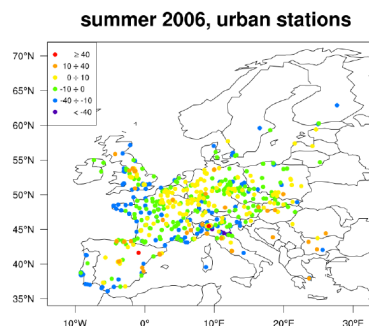 summer 2006, urban stations
70°N
65°N
60°N
55°N
50°N
45°N
40°N
35°N
≥ 40
10 ÷ 40
0 ÷ 10
-10 ÷ 0
-40 ÷ -10
< -40
10°W
0°
10°E
20°E
30°E